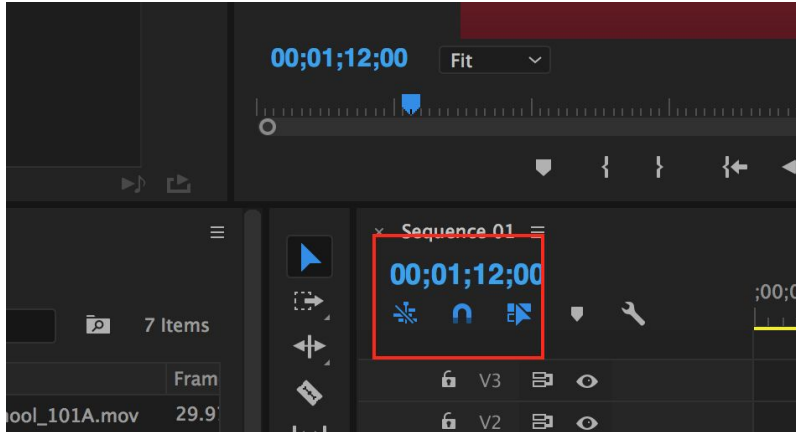 00;01;12;00 Fit
Sequence 01
00;01;12;00
;00;0
7 Items
Fram
V3
ool_101A.mov 29.9
V2